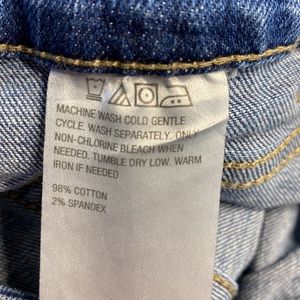 MACHINE WASH COLD GENTLE
CYCLE. WASH SEPARATELY. ONLY
NON-CHLORINE BLEACH WHEN
NEEDED. TUMBLE DRY LOW. WARM
IRON IF NEEDED
98% COTTON
2% SPANDEX